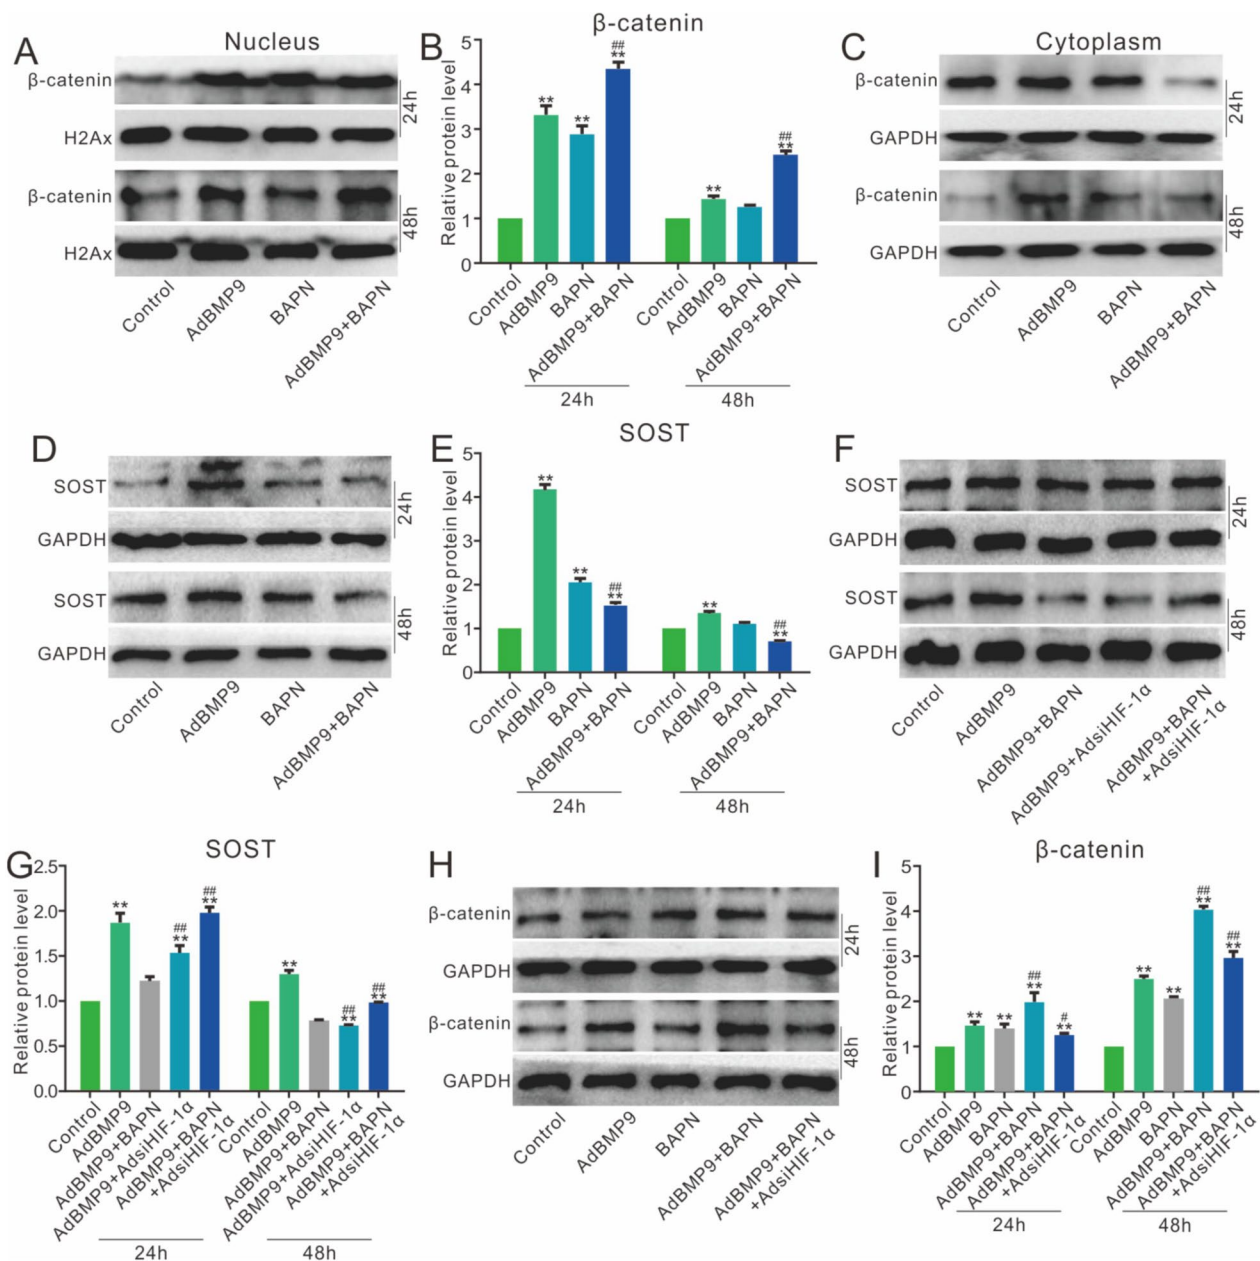 A
Nucleus
β-catenin
H2Ax
24h
β-catenin
H2Ax
48h
Control
AdBMP9
BAPN
AdBMP9+BAPN
B
β-catenin
Relative protein level
5
4
3
2
1
0
Control
AdBMP9
BAPN
AdBMP9+BAPN
Control
AdBMP9
BAPN
AdBMP9+BAPN
**
**
##
**
**
##
**
24h
48h
C
Cytoplasm
β-catenin
GAPDH
24h
β-catenin
GAPDH
48h
Control
AdBMP9
BAPN
AdBMP9+BAPN
D
SOST
GAPDH
24h
SOST
GAPDH
48h
Control
AdBMP9
BAPN
AdBMP9+BAPN
E
SOST
Relative protein level
5
4
3
2
1
0
**
**
##
**
**
##
**
Control
AdBMP9
BAPN
AdBMP9+BAPN
Control
AdBMP9
BAPN
AdBMP9+BAPN
24h
48h
F
SOST
GAPDH
24h
SOST
GAPDH
48h
Control
AdBMP9
AdBMP9+BAPN
AdBMP9+AdsiHIF-1α
AdBMP9+BAPN
+AdsiHIF-1α
G
SOST
Relative protein level
2.5
2.0
1.5
1.0
0.5
0.0
**
##
**
##
**
**
##
**
##
**
Control
AdBMP9
AdBMP9+BAPN
AdBMP9+AdsiHIF-1α
AdBMP9+BAPN
+AdsiHIF-1α
Control
AdBMP9
AdBMP9+BAPN
AdBMP9+AdsiHIF-1α
AdBMP9+BAPN
+AdsiHIF-1α
24h
48h
H
β-catenin
GAPDH
24h
β-catenin
GAPDH
48h
Control
AdBMP9
BAPN
AdBMP9+BAPN
AdBMP9+BAPN
+AdsiHIF-1α
I
β-catenin
Relative protein level
5
4
3
2
1
0
**
**
##
**
#
**
**
**
##
**
##
**
Control
AdBMP9
BAPN
AdBMP9+BAPN
AdBMP9+BAPN
+AdsiHIF-1α
Control
AdBMP9
BAPN
AdBMP9+BAPN
AdBMP9+BAPN
+AdsiHIF-1α
24h
48h